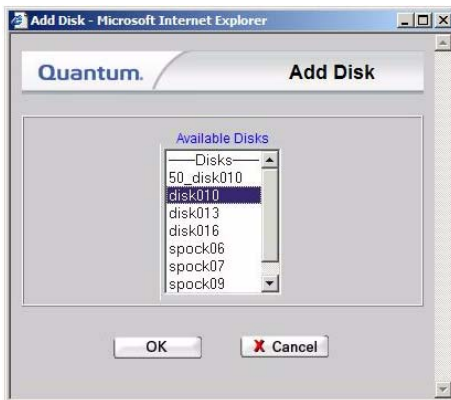 Add Disk - Microsoft Internet Explorer
Quantum.
Add Disk
Available Disks
——Disks——
50_disk010
disk010
disk013
disk016
spock06
spock07
spock09
OK
X Cancel